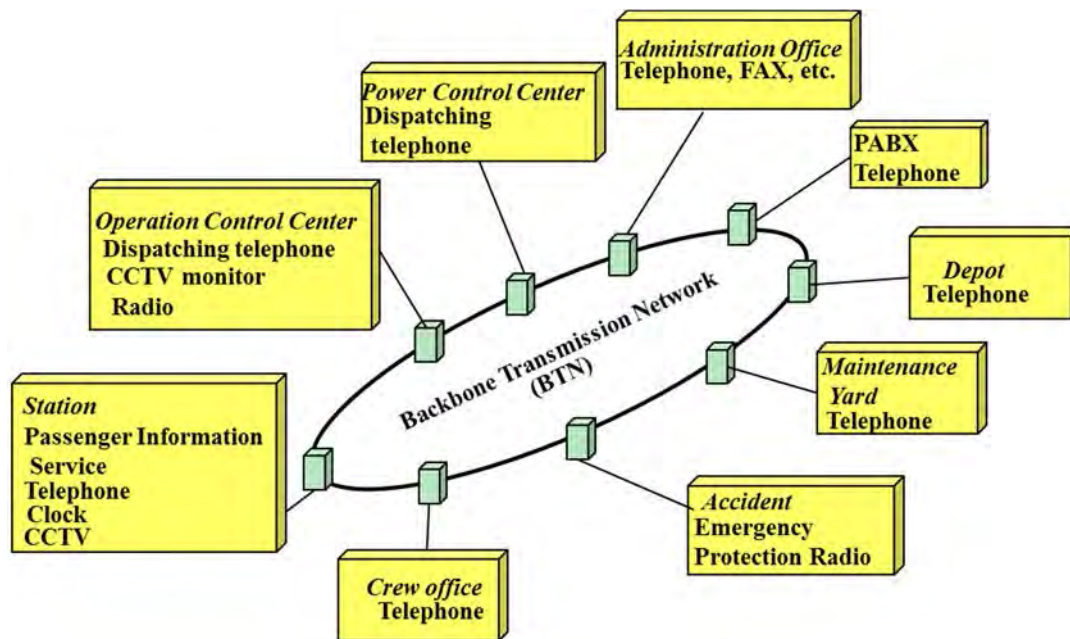 Administration Office
Telephone, FAX, etc.
Power Control Center
Dispatching
telephone
PABX
Telephone
Operation Control Center
Dispatching telephone
CCTV monitor
Radio
Depot
Telephone
Backbone Transmission Network
(BTN)
Maintenance
Yard
Telephone
Station
Passenger Information
Service
Telephone
Clock
CCTV
Accident
Emergency
Protection Radio
Crew office
Telephone